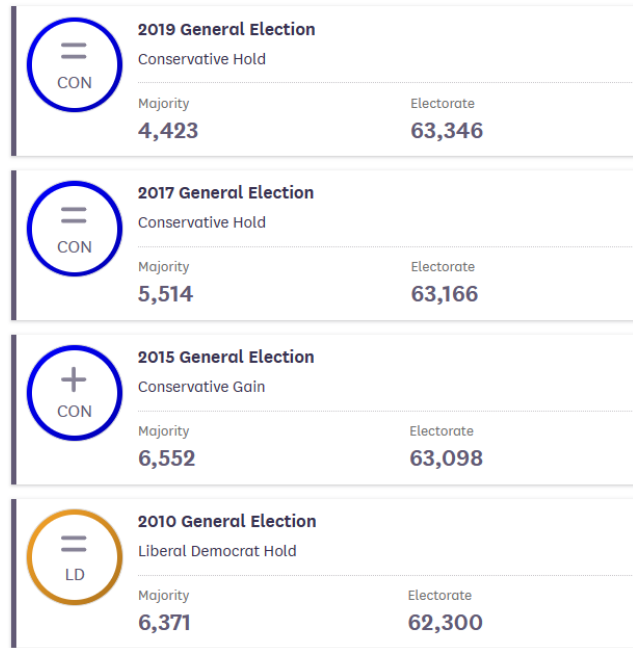 2019 General Election
CON
Conservative Hold
Majority Electorate
4,423 63,346
2017 General Election
CON
Conservative Hold
Majority Electorate
5,514 63,166
2015 General Election
CON
Conservative Gain
Majority Electorate
6,552 63,098
2010 General Election
LD
Liberal Democrat Hold
Majority Electorate
6,371 62,300